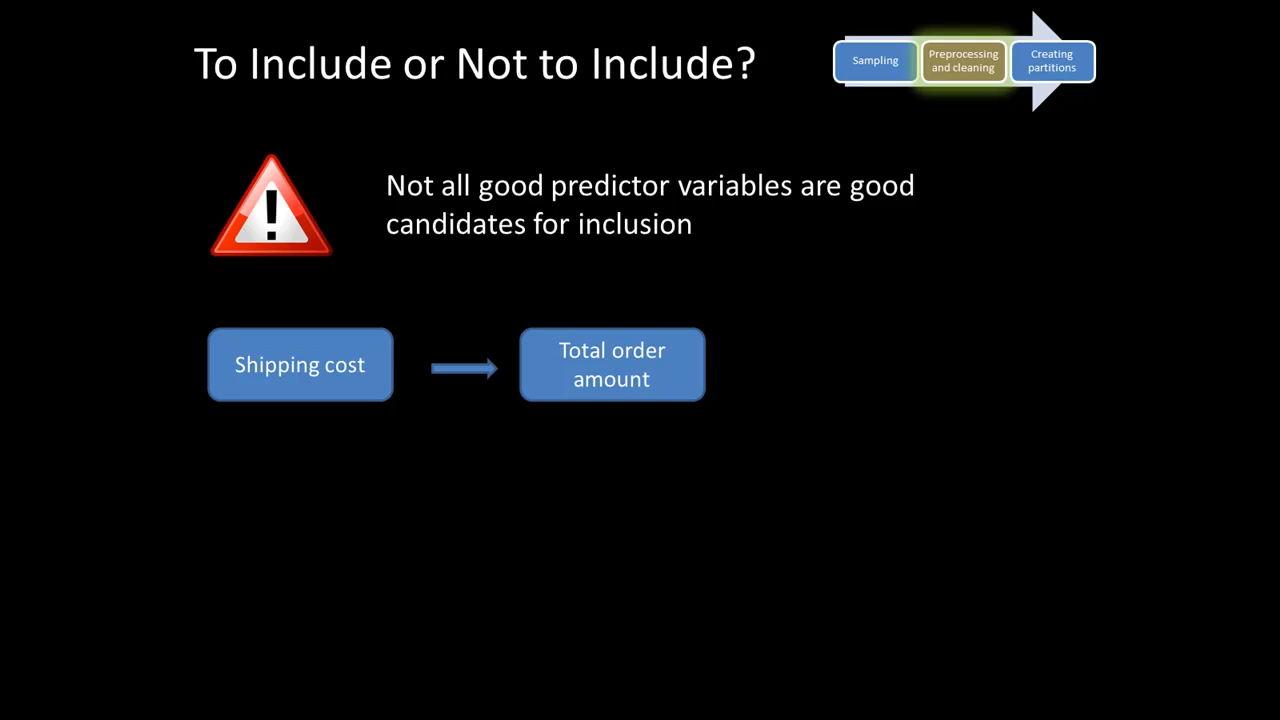 To Include or Not to Include?
Sampling
Preprocessing
and cleaning
Creating
partitions
!
Not all good predictor variables are good
candidates for inclusion
Shipping cost
Total order
amount